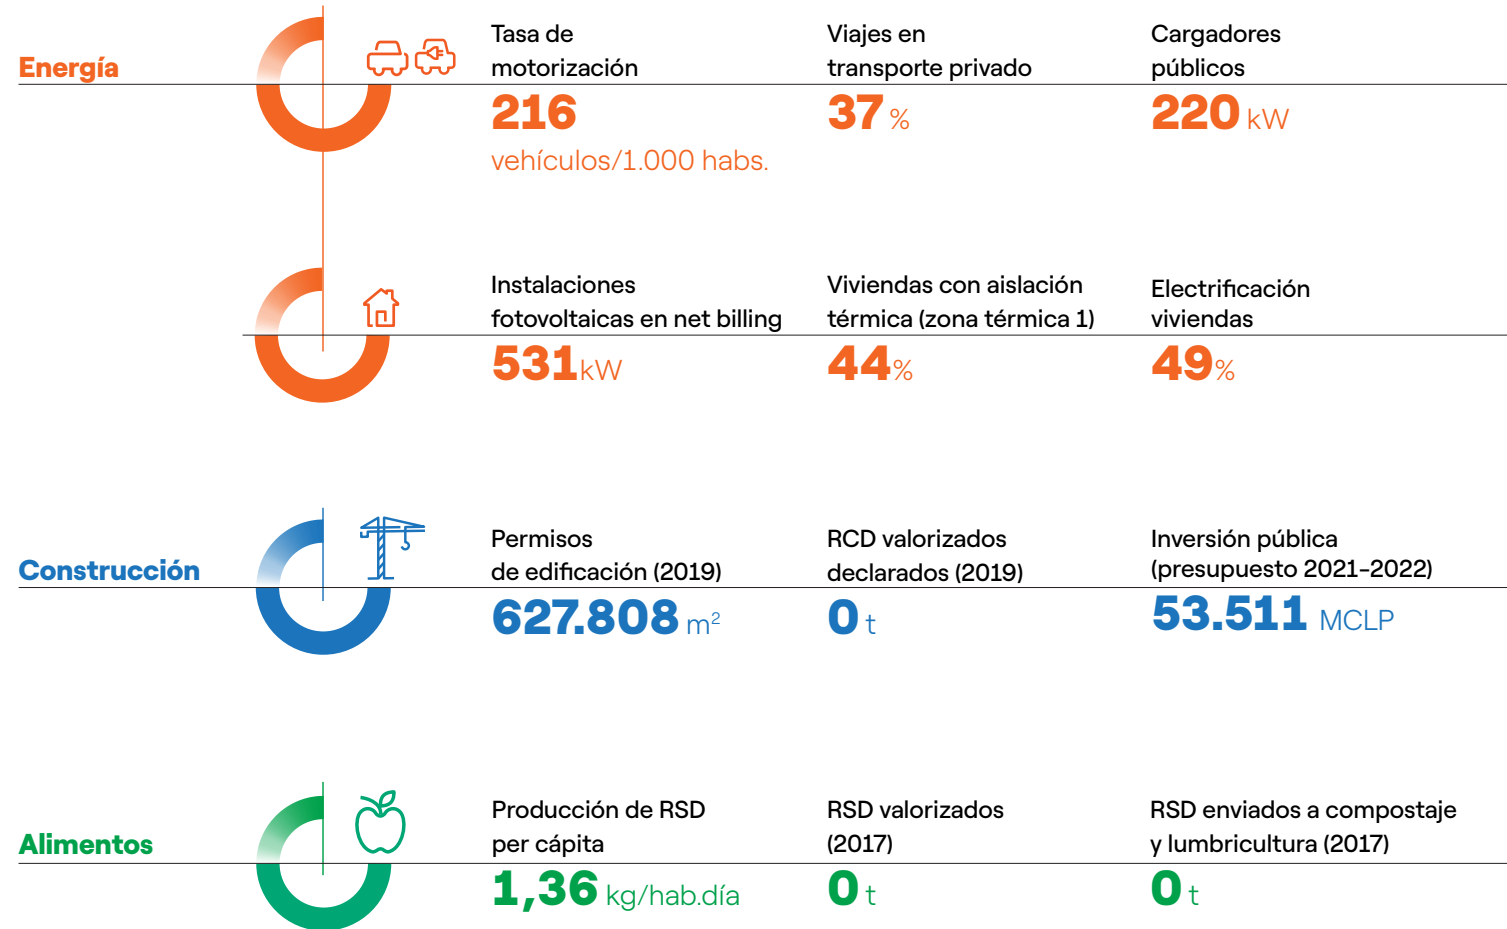 Energía
Tasa de
motorización
216
vehículos/1.000 habs.
Viajes en
transporte privado
37 %
Cargadores
públicos
220 kW
Instalaciones
fotovoltaicas en net billing
531 kW
Viviendas con aislación
térmica (zona térmica 1)
44%
Electrificación
viviendas
49%
Construcción
Permisos
de edificación (2019)
627.808 m²
RCD valorizados
declarados (2019)
0 t
Inversión pública
(presupuesto 2021-2022)
53.511 MCLP
Alimentos
Producción de RSD
per cápita
1,36 kg/hab.día
RSD valorizados
(2017)
0 t
RSD enviados a compostaje
y lumbricultura (2017)
0 t